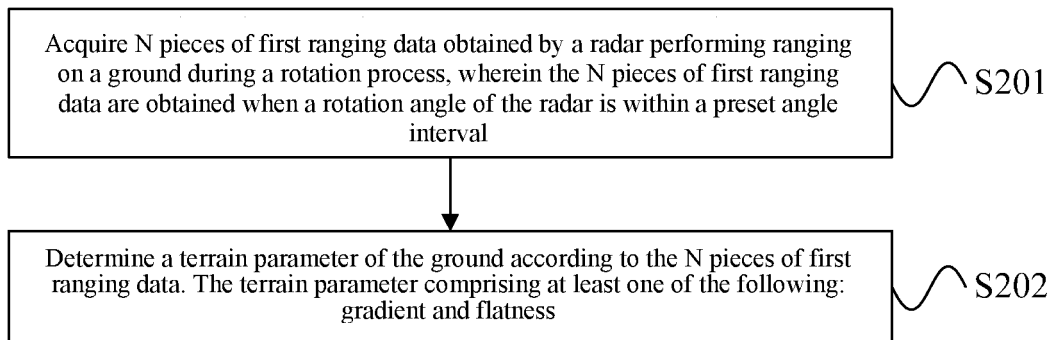 Acquire N pieces of first ranging data obtained by a radar performing ranging
on a ground during a rotation process, wherein the N pieces of first ranging
data are obtained when a rotation angle of the radar is within a preset angle
interval
S201
Determine a terrain parameter of the ground according to the N pieces of first
ranging data. The terrain parameter comprising at least one of the following:
gradient and flatness
S202